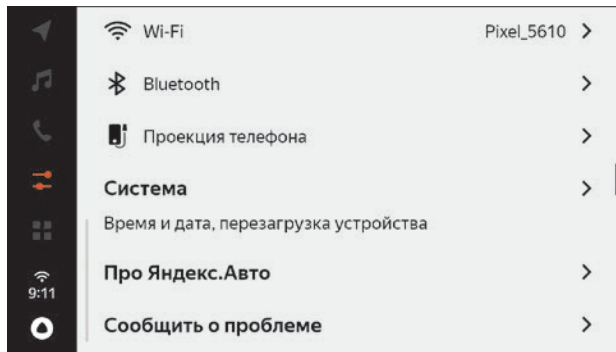 Wi-Fi Pixel_5610
Bluetooth
Проекция телефона
Система
Время и дата, перезагрузка устройства
Про Яндекс.Авто
9:11
Сообщить о проблеме